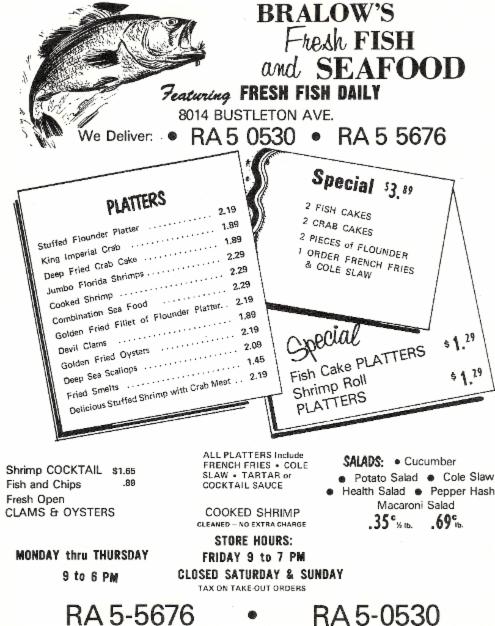 BRALOW'S
Fresh FISH
and SEAFOOD
Featuring FRESH FISH DAILY
8014 BUSTLETON AVE.
We Deliver: • RA 5 0530 • RA 5 5676
PLATTERS
Stuffed Flounder Platter 2.19
King Imperial Crab 1.89
Deep Fried Crab Cake 1.89
Jumbo Florida Shrimps 2.29
Cooked Shrimp 2.29
Combination Sea Food 2.29
Golden Fried Fillet of Flounder Plattur. 2.19
Devil Clams 1.89
Golden Fried Oysters 2.19
Deep Sea Scallops 2.09
Fried Smelts 1.45
Delicious Stuffed Shrimp with Crab Meat 2.19
Special $3.89
2 FISH CAKES
2 CRAB CAKES
2 PIECES of FLOUNDER
1 ORDER FRENCH FRIES
& COLE SLAW
Special
Fish Cake PLATTERS $1.29
Shrimp Roll
PLATTERS $1.29
Shrimp COCKTAIL $1.65
Fish and Chips .89
Fresh Open
CLAMS & OYSTERS
ALL PLATTERS Include
FRENCH FRIES • COLE
SLAW • TARTAR or
COCKTAIL SAUCE
COOKED SHRIMP
CLEANED – NO EXTRA CHARGE
SALADS: • Cucumber
• Potato Salad • Cole Slaw
• Health Salad • Pepper Hash
Macaroni Salad
.35c ½ lb. .69c lb.
MONDAY thru THURSDAY
9 to 6 PM
STORE HOURS:
FRIDAY 9 to 7 PM
CLOSED SATURDAY & SUNDAY
TAX ON TAKE-OUT ORDERS
RA 5-5676 • RA 5-0530